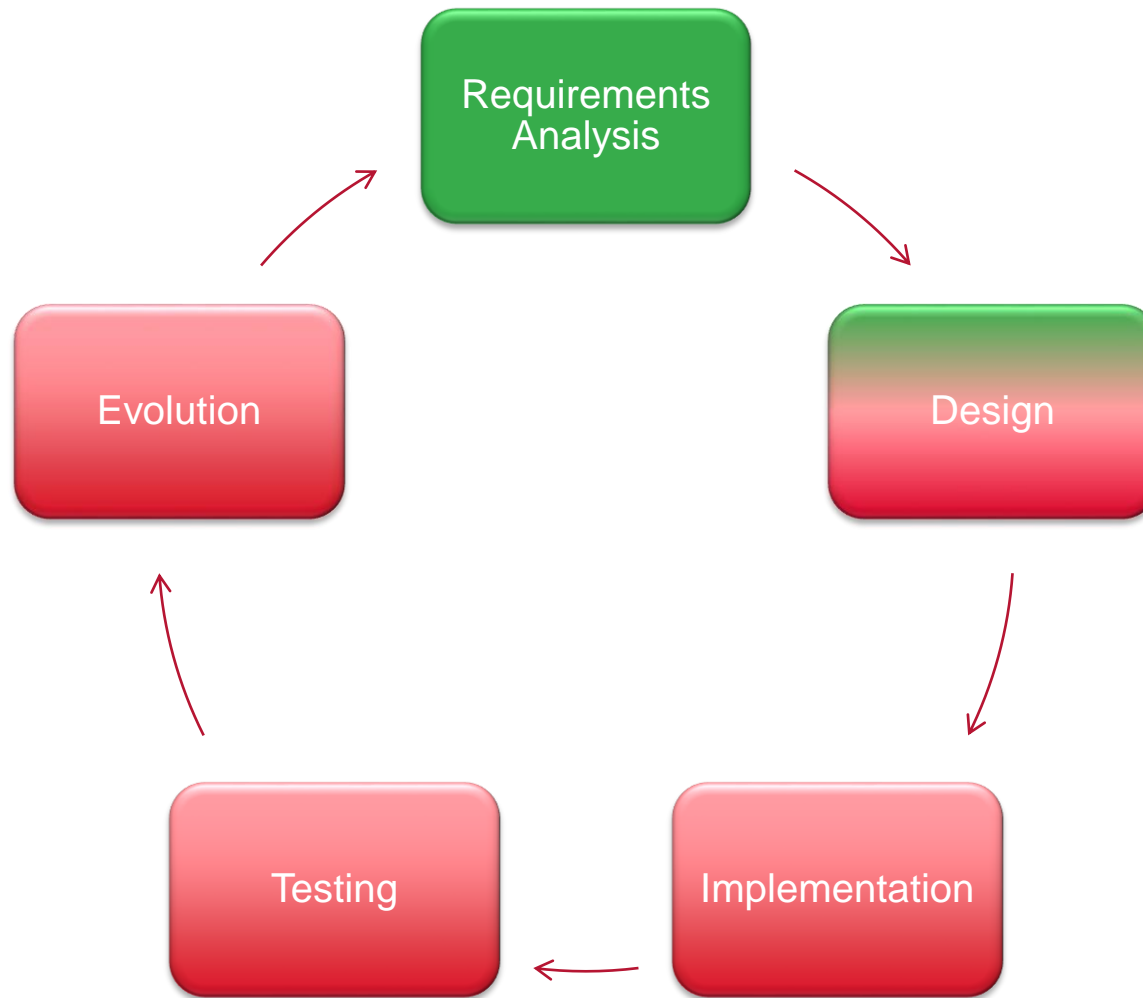 Requirements
Analysis
Design
Implementation
Testing
Evolution